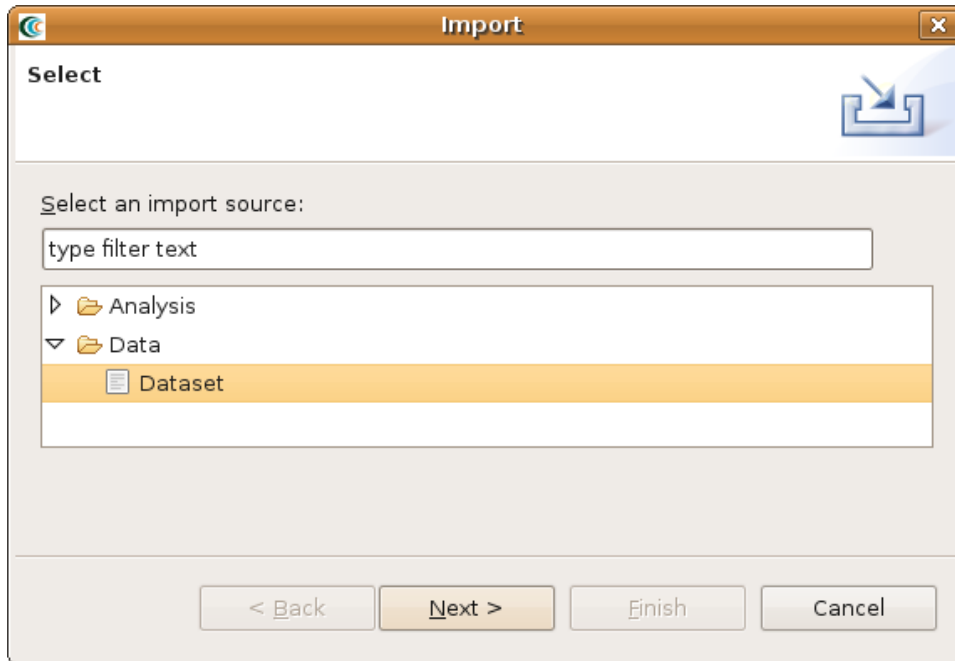 Import
Select
Select an import source:
type filter text
Analysis
Data
Dataset
< Back Next > Finish Cancel